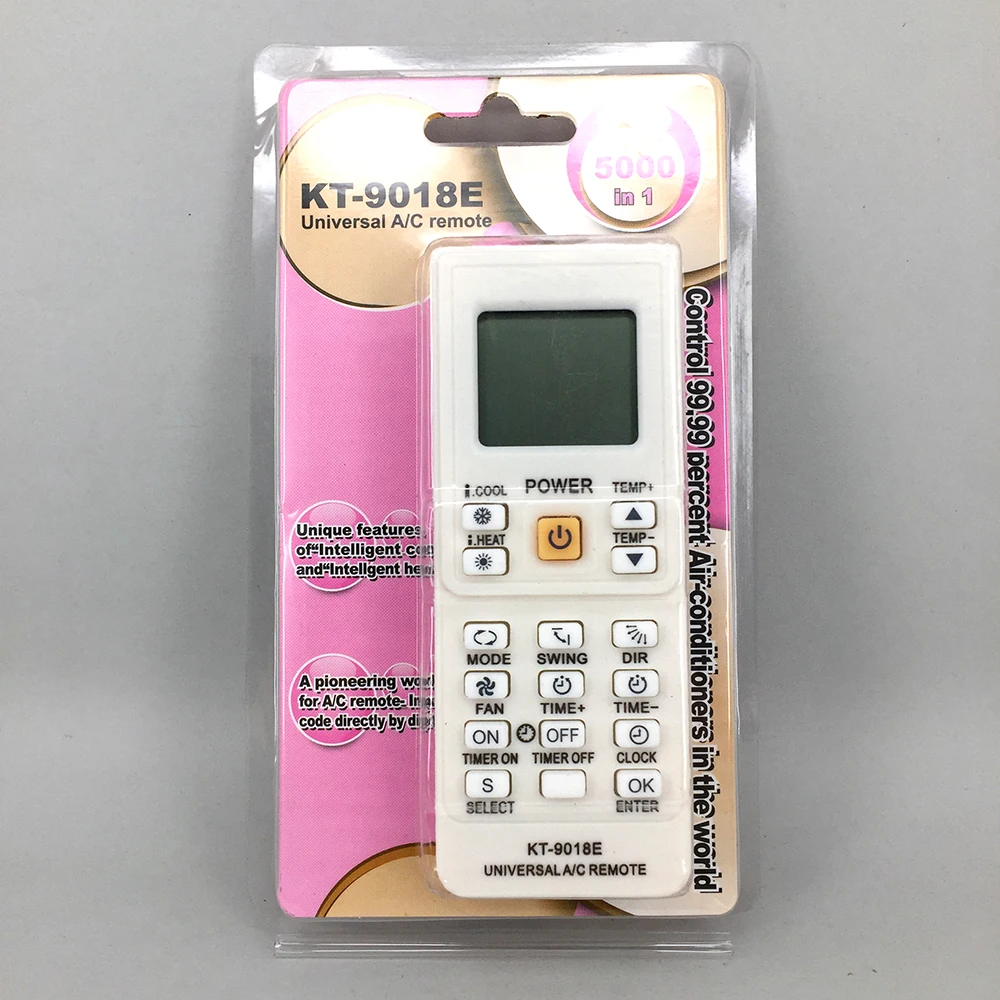 KT-9018E
Universal A/C remote
5000
in 1
Control 99.99 percent Air-conditioners in the world
Unique features
of“Intelligent
and“Intelligent
A pioneering
for A/C remote-
code directly by
i.COOL POWER TEMP+
i.HEAT TEMP-
MODE SWING DIR
FAN TIME+ TIME-
ON OFF
TIMER ON TIMER OFF CLOCK
S OK
SELECT ENTER
KT-9018E
UNIVERSAL A/C REMOTE